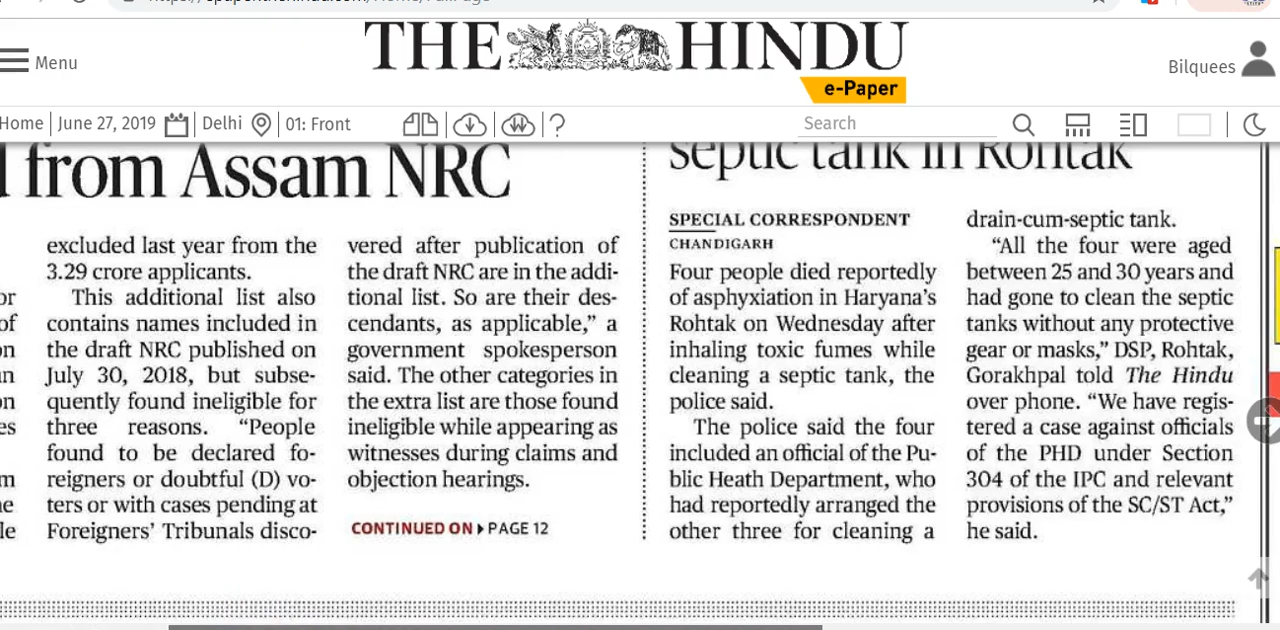 Menu
THE HINDU
e-Paper
Bilquees
Home
June 27, 2019
Delhi
01: Front
?
Search
from Assam NRC
excluded last year from the
3.29 crore applicants.
This additional list also
contains names included in
the draft NRC published on
July 30, 2018, but subse-
quently found ineligible for
three reasons. “People
found to be declared fo-
reigners or doubtful (D) vo-
ters or with cases pending at
Foreigners’ Tribunals disco-
vered after publication of
the draft NRC are in the addi-
tional list. So are their des-
cendants, as applicable,” a
government spokesperson
said. The other categories in
the extra list are those found
ineligible while appearing as
witnesses during claims and
objection hearings.
CONTINUED ON PAGE 12
septic tank in Rohtak
SPECIAL CORRESPONDENT
CHANDIGARH
Four people died reportedly
of asphyxiation in Haryana’s
Rohtak on Wednesday after
inhaling toxic fumes while
cleaning a septic tank, the
police said.
The police said the four
included an official of the Pu-
blic Heath Department, who
had reportedly arranged the
other three for cleaning a
drain-cum-septic tank.
“All the four were aged
between 25 and 30 years and
had gone to clean the septic
tanks without any protective
gear or masks,” DSP, Rohtak,
Gorakhpal told The Hindu
over phone. “We have regis-
tered a case against officials
of the PHD under Section
304 of the IPC and relevant
provisions of the SC/ST Act,”
he said.